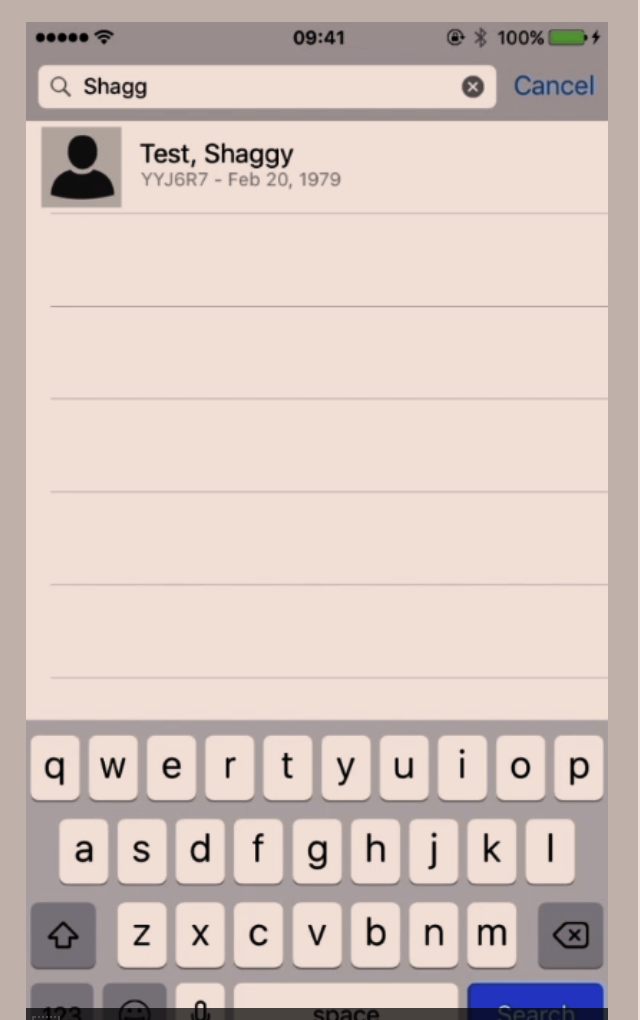 09:41 100%
Shagg Cancel
Test, Shaggy
YYJ6R7 - Feb 20, 1979
q w e r t y u i o p
a s d f g h j k l
z x c v b n m
123 space Search